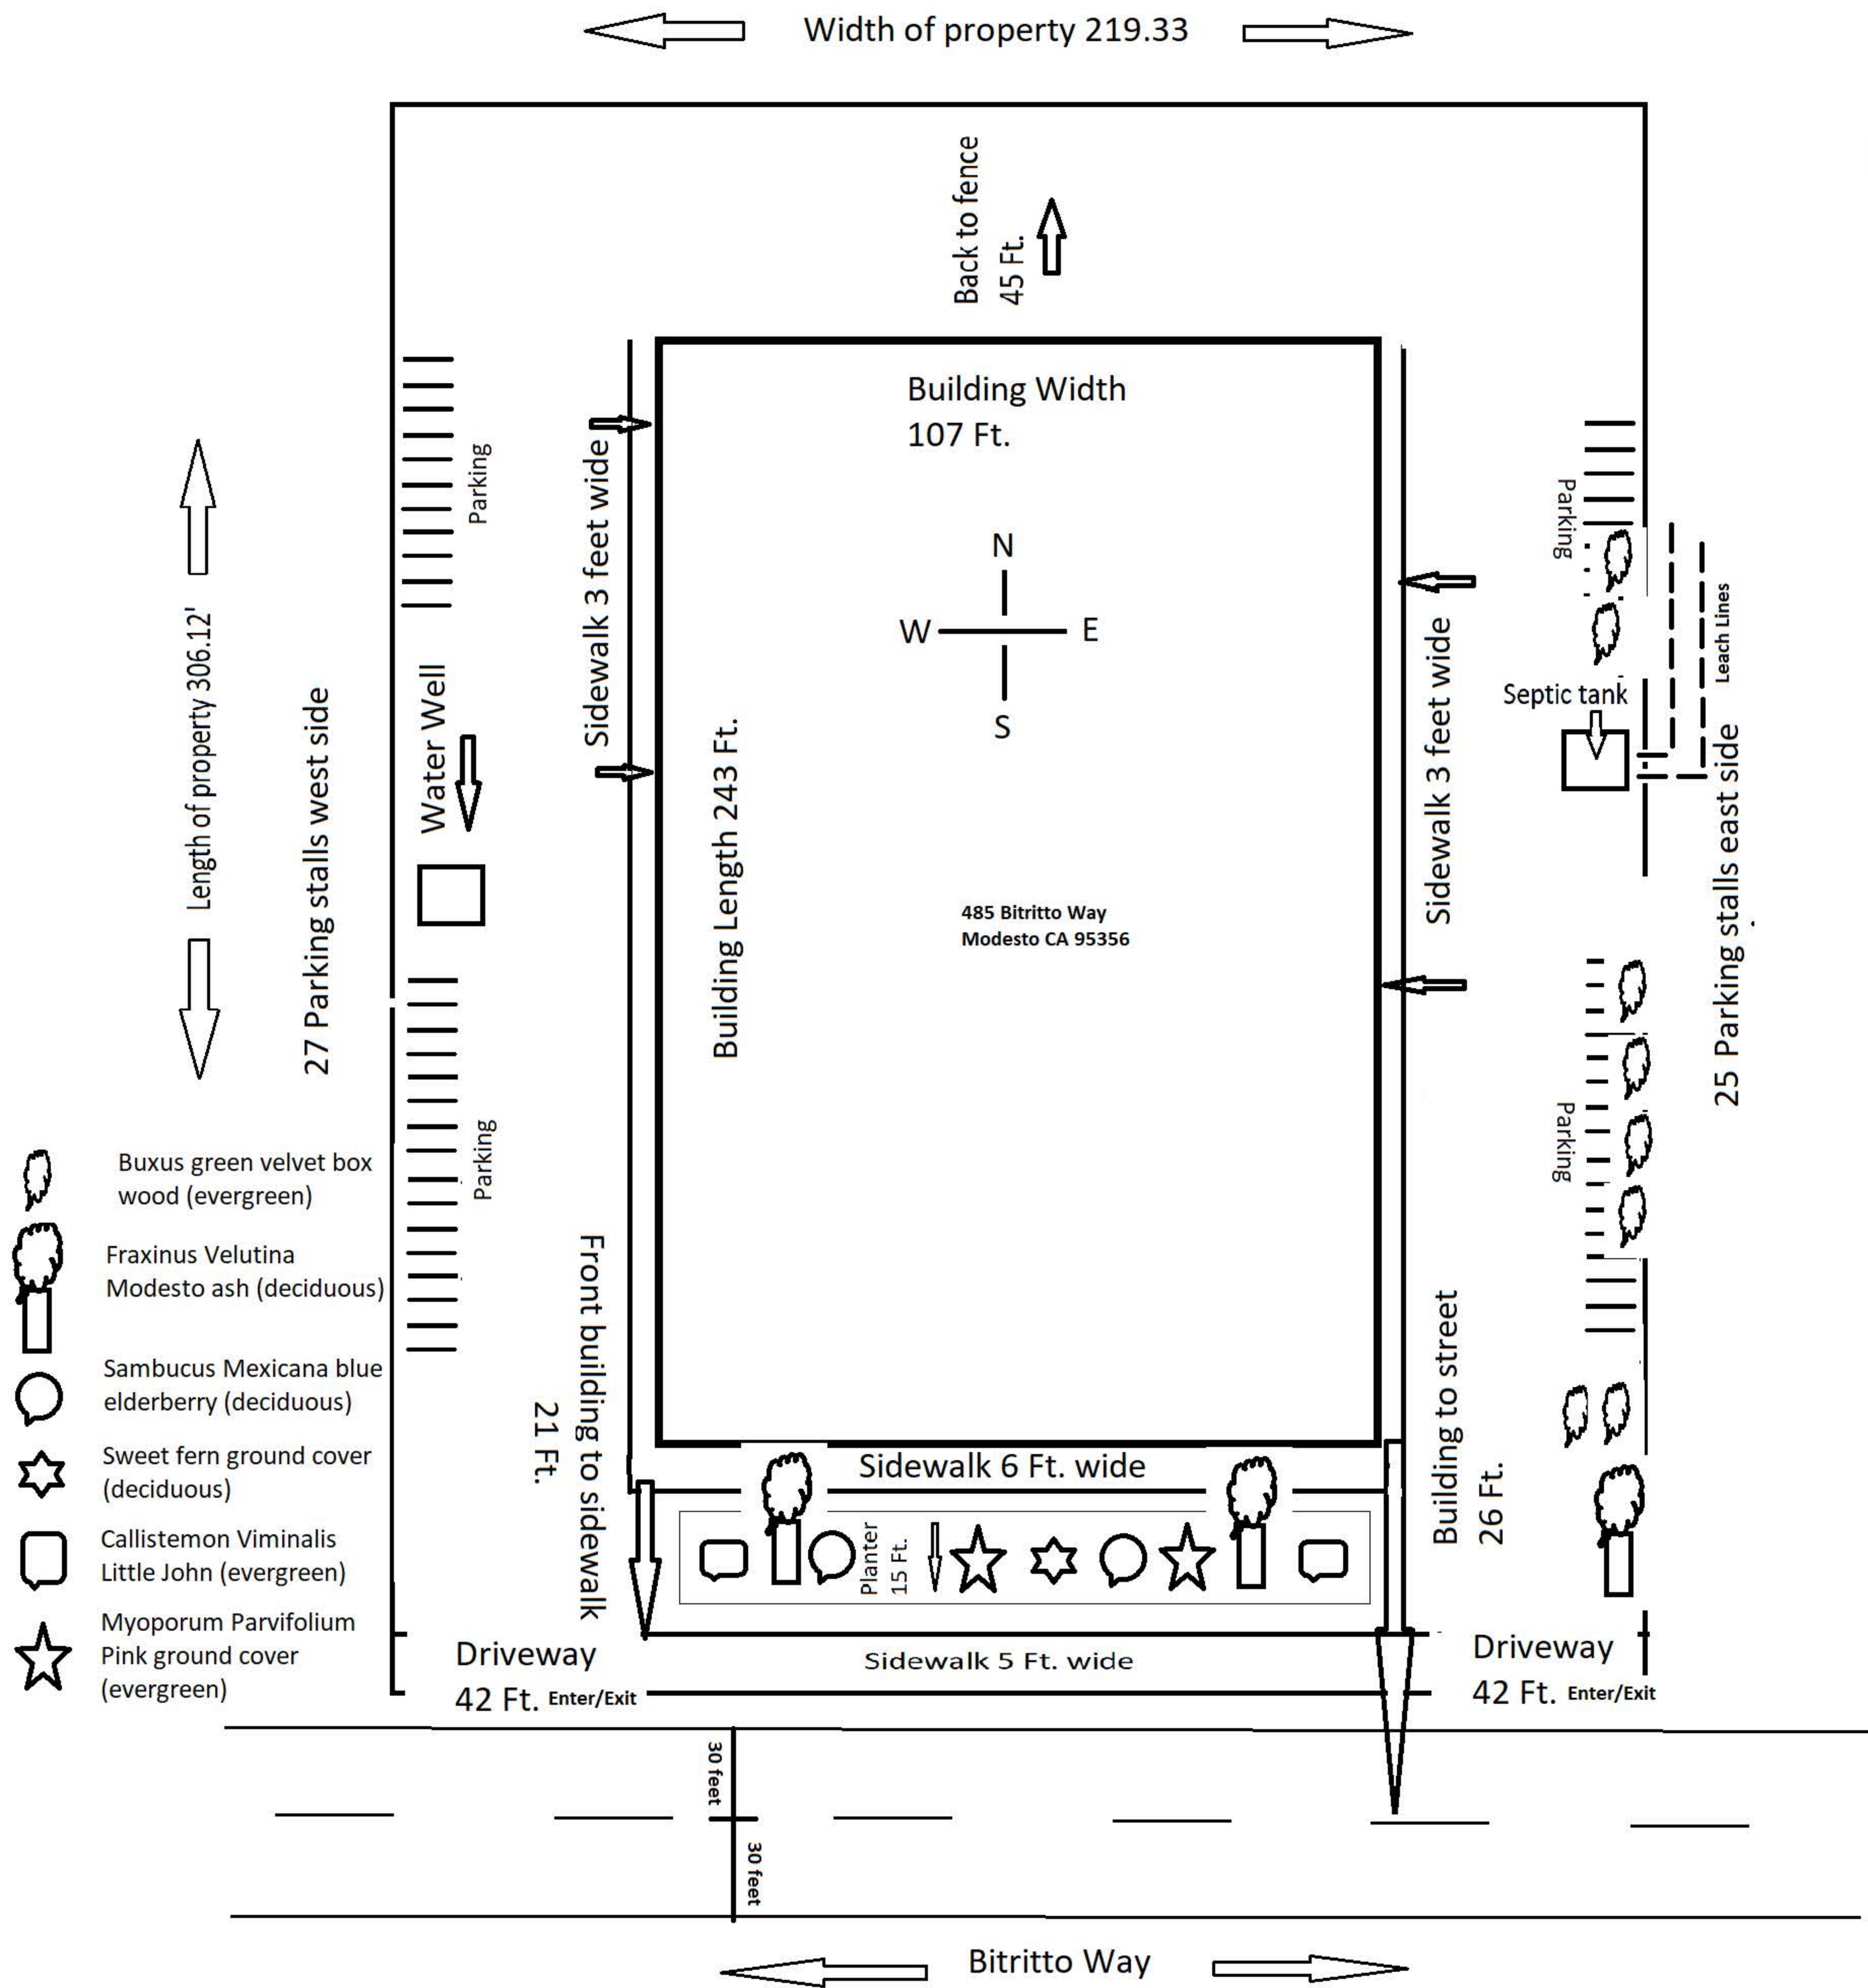 Width of property 219.33
Back to fence
45 Ft.
Building Width
107 Ft.
N
W
E
S
Parking
Sidewalk 3 feet wide
Length of property 306.12'
27 Parking stalls west side
Water Well
Building Length 243 Ft.
485 Bitritto Way
Modesto CA 95356
Sidewalk 3 feet wide
Parking
Septic tank
Leach Lines
25 Parking stalls east side
Parking
Parking
Buxus green velvet box
wood (evergreen)
Fraxinus Velutina
Modesto ash (deciduous)
Sambucus Mexicana blue
elderberry (deciduous)
Sweet fern ground cover
(deciduous)
Callistemon Viminalis
Little John (evergreen)
Myoporum Parvifolium
Pink ground cover
(evergreen)
Front building to sidewalk
21 Ft.
Sidewalk 6 Ft. wide
Planter
15 Ft.
Building to street
26 Ft.
Driveway
42 Ft. Enter/Exit
Sidewalk 5 Ft. wide
Driveway
42 Ft. Enter/Exit
30 feet
30 feet
Bitritto Way